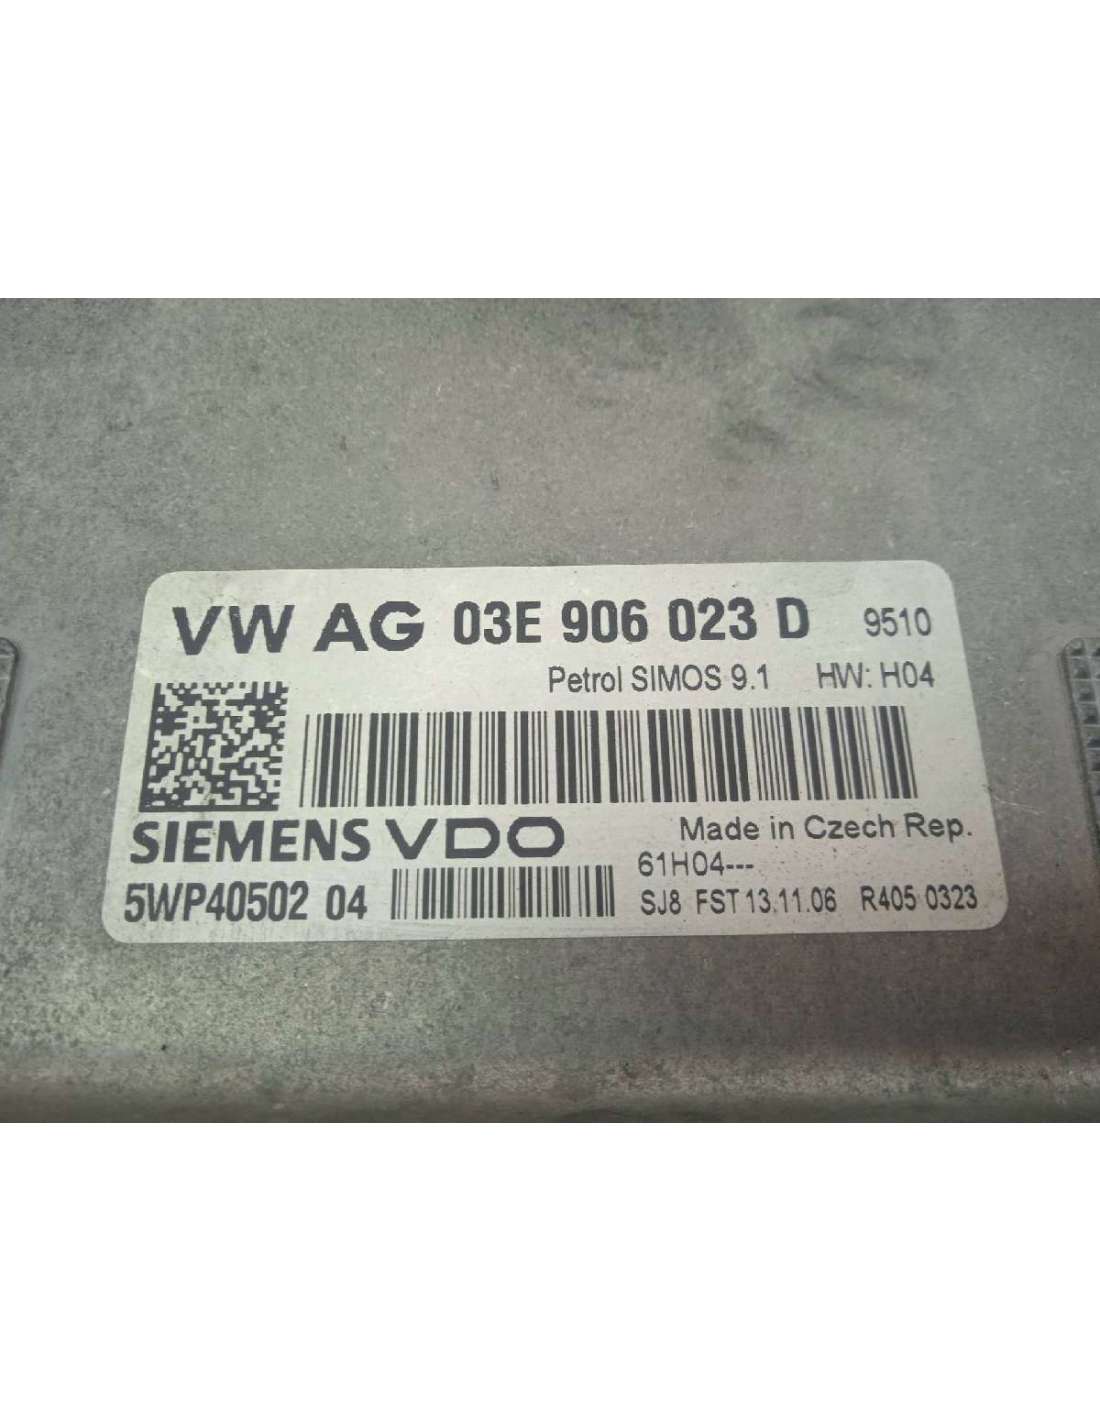 VW AG 03E 906 023 D 9510
Petrol SIMOS 9.1 HW: H04
SIEMENS VDO Made in Czech Rep.
61H04---
5WP40502 04 SJ8 FST 13.11.06 R405 0323